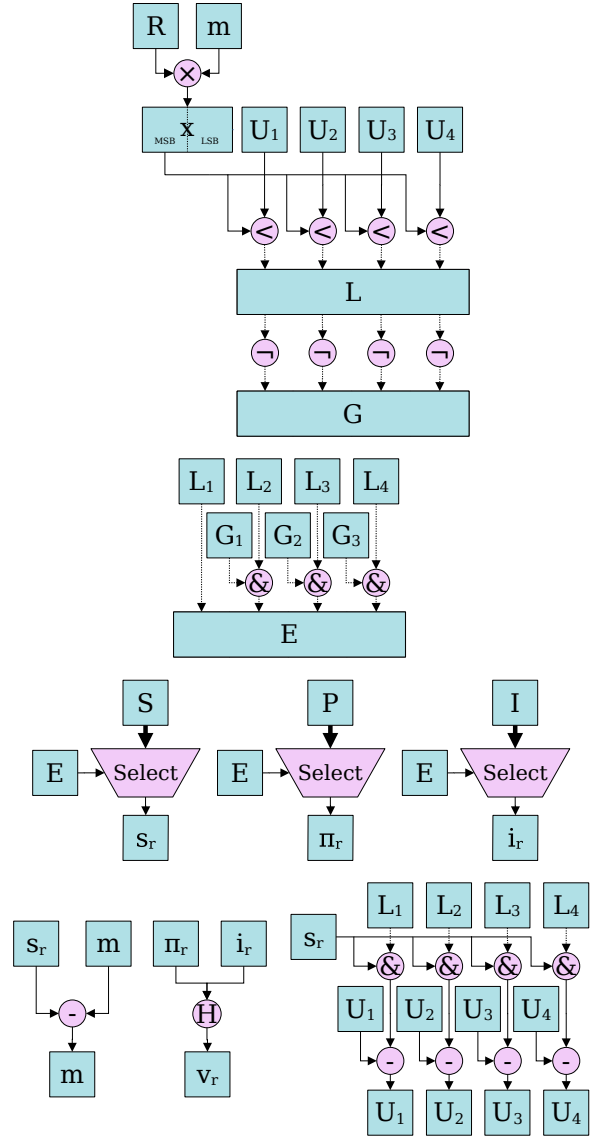 R m
×
x
MSB LSB
U₁ U₂ U₃ U₄
< < < <
L
¬ ¬ ¬ ¬
G
L₁ L₂ L₃ L₄
G₁ G₂ G₃
& & &
E
S P I
E Select E Select E Select
sᵣ πᵣ iᵣ
L₁ L₂ L₃ L₄
sᵣ m πᵣ iᵣ sᵣ
& & & &
U₁ U₂ U₃ U₄
- H
- - - -
m vᵣ
U₁ U₂ U₃ U₄